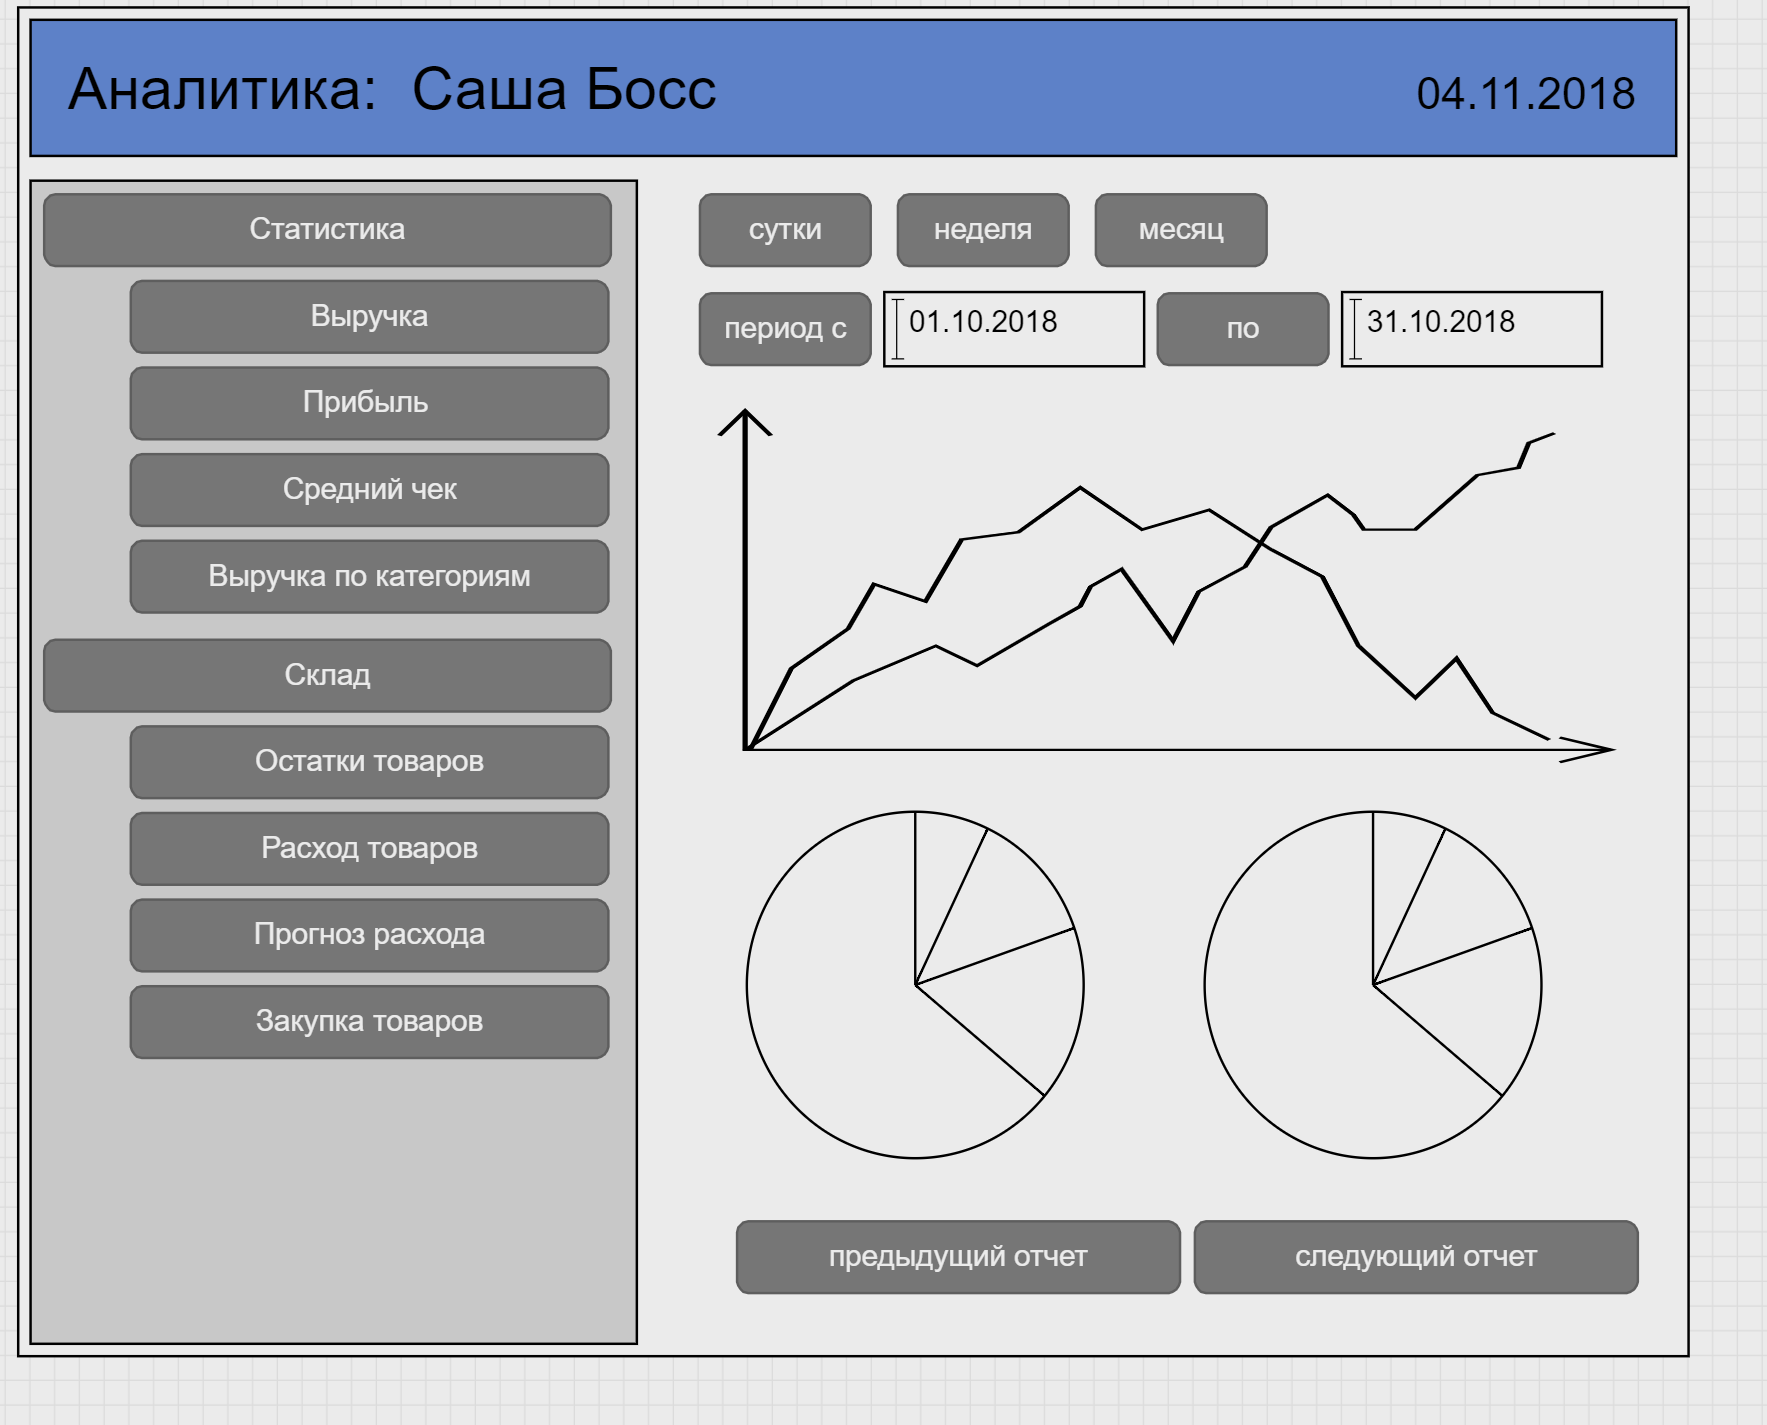 Аналитика: Саша Босс
04.11.2018
Статистика
Выручка
Прибыль
Средний чек
Выручка по категориям
Склад
Остатки товаров
Расход товаров
Прогноз расхода
Закупка товаров
сутки
неделя
месяц
период с
01.10.2018
по
31.10.2018
предыдущий отчет
следующий отчет